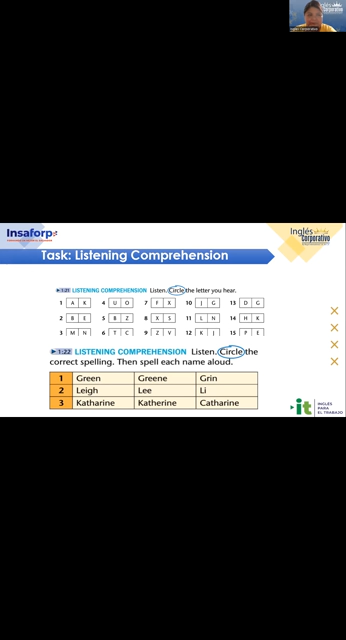 Inglés Corporativo
Insaforp
Inglés
Corporativo
Task: Listening Comprehension
1:21 LISTENING COMPREHENSION Listen. Circle the letter you hear.
1 A K 4 U O 7 F X 10 J G 13 D G
2 B E 5 B Z 8 X S 11 L N 14 H K
3 M N 6 T C 9 Z V 12 K J 15 P E
1:22 LISTENING COMPREHENSION Listen. Circle the
correct spelling. Then spell each name aloud.
1 Green Greene Grin
2 Leigh Lee Li
3 Katharine Katherine Catharine
it INGLÉS
PARA
EL TRABAJO